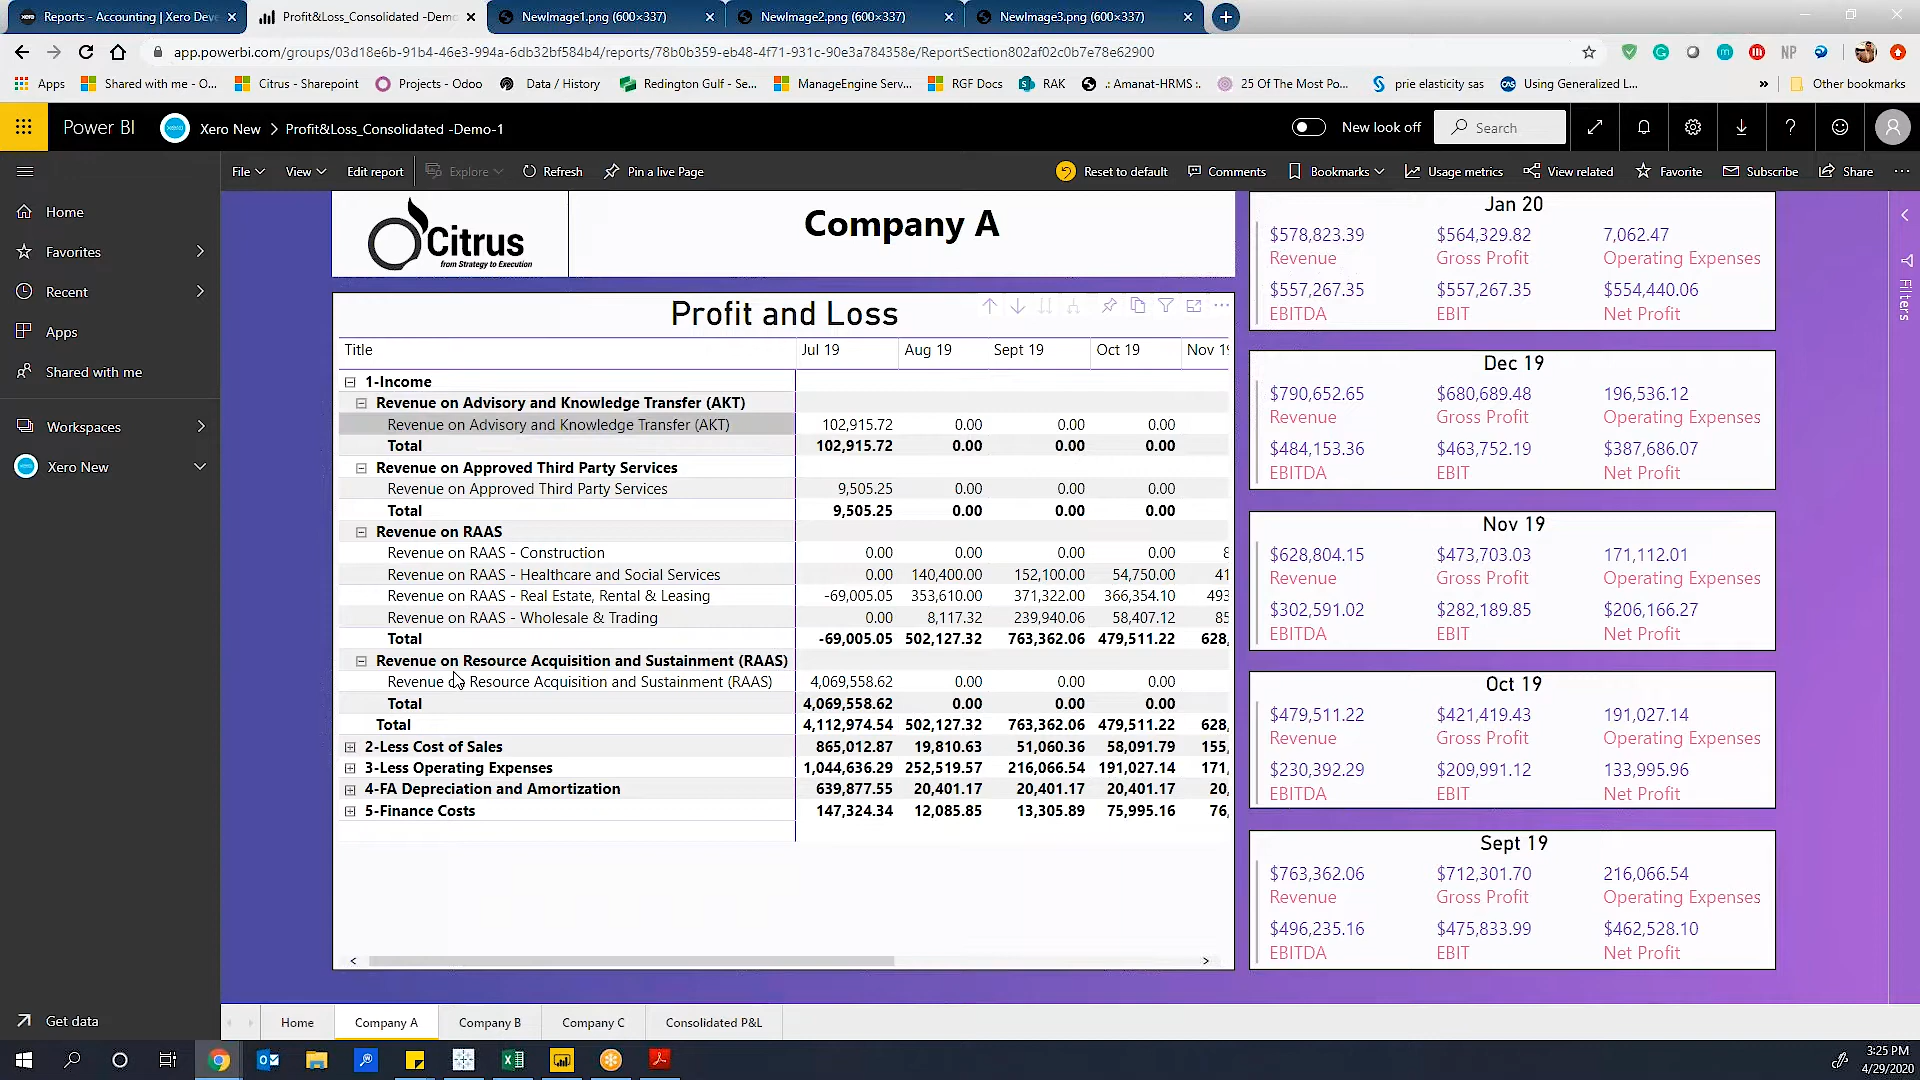 Reports - Accounting | Xero Dev
Profit&Loss_Consolidated -Demo-
NewImage1.png (600×337)
NewImage2.png (600×337)
NewImage3.png (600×337)
app.powerbi.com/groups/03d18e6b-91b4-46e3-994a-6db32bf584b4/reports/78b0b359-eb48-4f71-931c-90e3a784358e/ReportSection802af02c0b7e78e62900
NP
Apps
Shared with me - O...
Citrus - Sharepoint
Projects - Odoo
Data / History
Redington Gulf - Se...
ManageEngine Serv...
RGF Docs
RAK
.: Amanat-HRMS :.
25 Of The Most Po...
prie elasticity sas
Using Generalized L...
»
Other bookmarks
Power BI
Xero New > Profit&Loss_Consolidated -Demo-1
New look off
Search
File
View
Edit report
Explore
Refresh
Pin a live Page
Reset to default
Comments
Bookmarks
Usage metrics
View related
Favorite
Subscribe
Share
Home
Favorites
Recent
Apps
Shared with me
Workspaces
Xero New
Get data
Citrus
from Strategy to Execution
Company A
Profit and Loss
Title Jul 19 Aug 19 Sept 19 Oct 19 Nov 19
1-Income
Revenue on Advisory and Knowledge Transfer (AKT)
Revenue on Advisory and Knowledge Transfer (AKT) 102,915.72 0.00 0.00 0.00
Total 102,915.72 0.00 0.00 0.00
Revenue on Approved Third Party Services
Revenue on Approved Third Party Services 9,505.25 0.00 0.00 0.00
Total 9,505.25 0.00 0.00 0.00
Revenue on RAAS
Revenue on RAAS - Construction 0.00 0.00 0.00 0.00 8
Revenue on RAAS - Healthcare and Social Services 0.00 140,400.00 152,100.00 54,750.00 41
Revenue on RAAS - Real Estate, Rental & Leasing -69,005.05 353,610.00 371,322.00 366,354.10 493
Revenue on RAAS - Wholesale & Trading 0.00 8,117.32 239,940.06 58,407.12 85
Total -69,005.05 502,127.32 763,362.06 479,511.22 628,
Revenue on Resource Acquisition and Sustainment (RAAS)
Revenue on Resource Acquisition and Sustainment (RAAS) 4,069,558.62 0.00 0.00 0.00
Total 4,069,558.62 0.00 0.00 0.00
Total 4,112,974.54 502,127.32 763,362.06 479,511.22 628,
2-Less Cost of Sales 865,012.87 19,810.63 51,060.36 58,091.79 155,
3-Less Operating Expenses 1,044,636.29 252,519.57 216,066.54 191,027.14 171,
4-FA Depreciation and Amortization 639,877.55 20,401.17 20,401.17 20,401.17 20,
5-Finance Costs 147,324.34 12,085.85 13,305.89 75,995.16 76,
Jan 20
$578,823.39 $564,329.82 7,062.47
Revenue Gross Profit Operating Expenses
$557,267.35 $557,267.35 $554,440.06
EBITDA EBIT Net Profit
Dec 19
$790,652.65 $680,689.48 196,536.12
Revenue Gross Profit Operating Expenses
$484,153.36 $463,752.19 $387,686.07
EBITDA EBIT Net Profit
Nov 19
$628,804.15 $473,703.03 171,112.01
Revenue Gross Profit Operating Expenses
$302,591.02 $282,189.85 $206,166.27
EBITDA EBIT Net Profit
Oct 19
$479,511.22 $421,419.43 191,027.14
Revenue Gross Profit Operating Expenses
$230,392.29 $209,991.12 133,995.96
EBITDA EBIT Net Profit
Sept 19
$763,362.06 $712,301.70 216,066.54
Revenue Gross Profit Operating Expenses
$496,235.16 $475,833.99 $462,528.10
EBITDA EBIT Net Profit
Filters
Home
Company A
Company B
Company C
Consolidated P&L
3:25 PM
4/29/2020